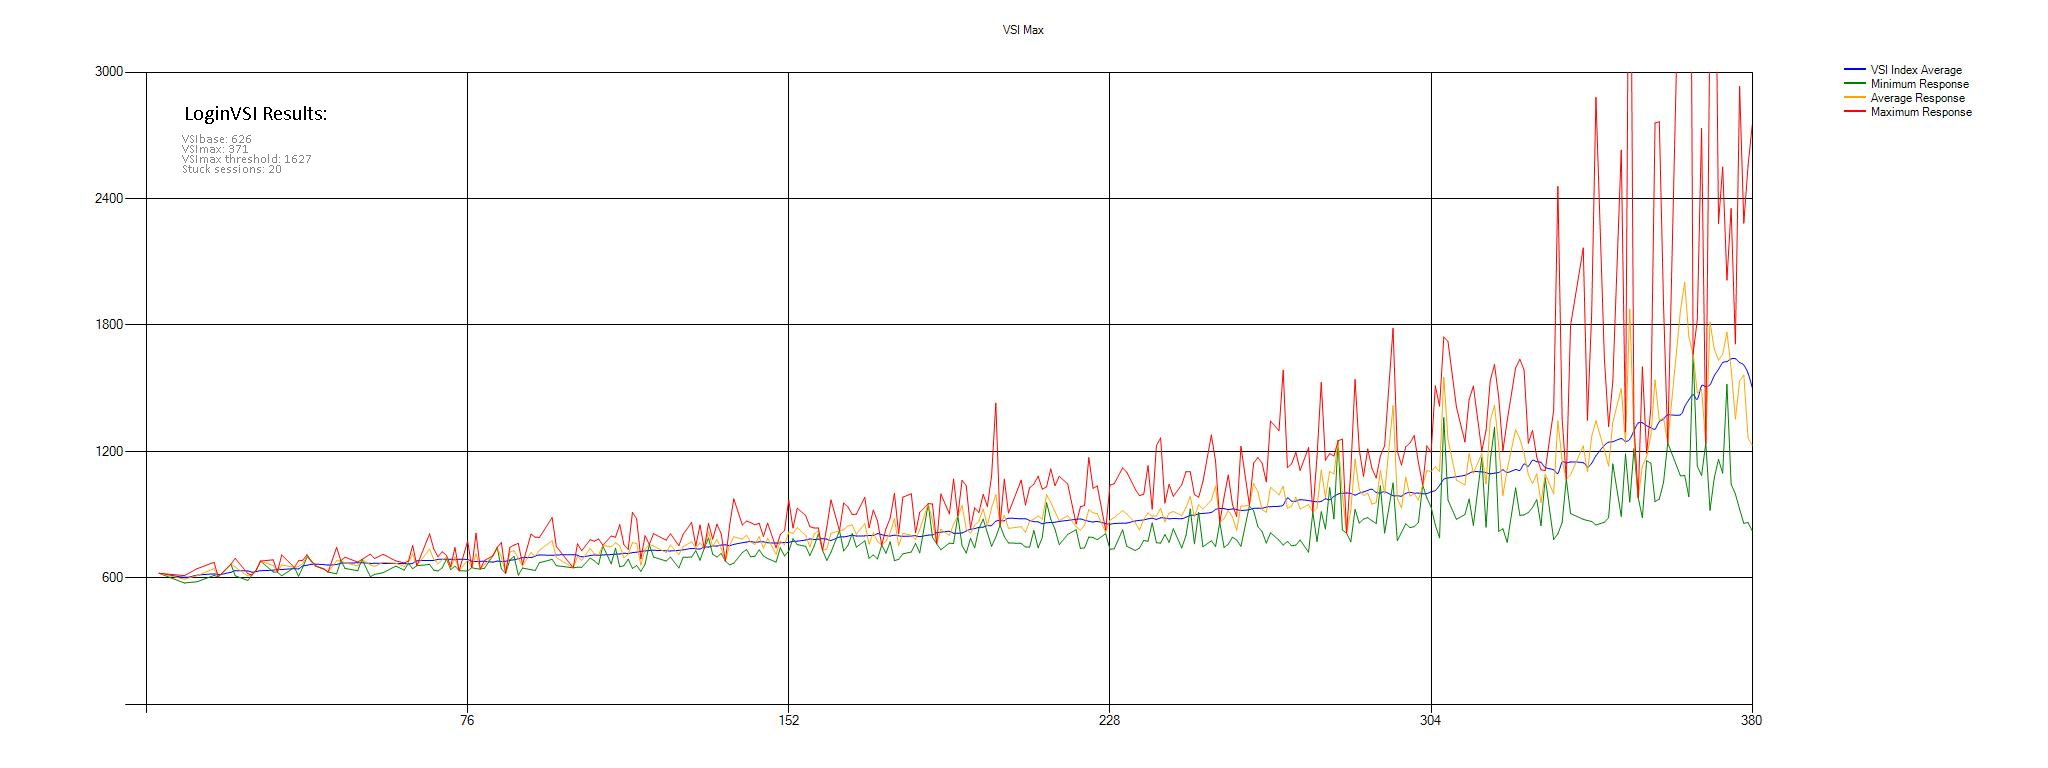 VSI Max
3000
2400
1800
1200
600
LoginVSI Results:
VSIbase: 626
VSImax: 371
VSImax threshold: 1627
Stuck sessions: 20
VSI Index Average
Minimum Response
Average Response
Maximum Response
76 152 228 304 380